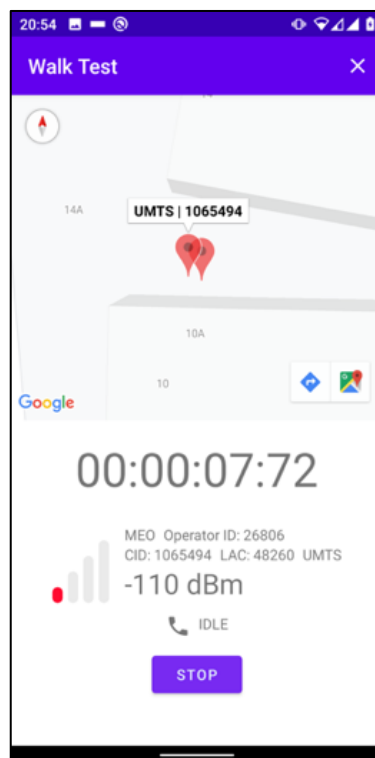 20:54
Walk Test
14A
UMTS | 1065494
10A
10
Google
00:00:07:72
MEO Operator ID: 26806
CID: 1065494 LAC: 48260 UMTS
-110 dBm
IDLE
STOP